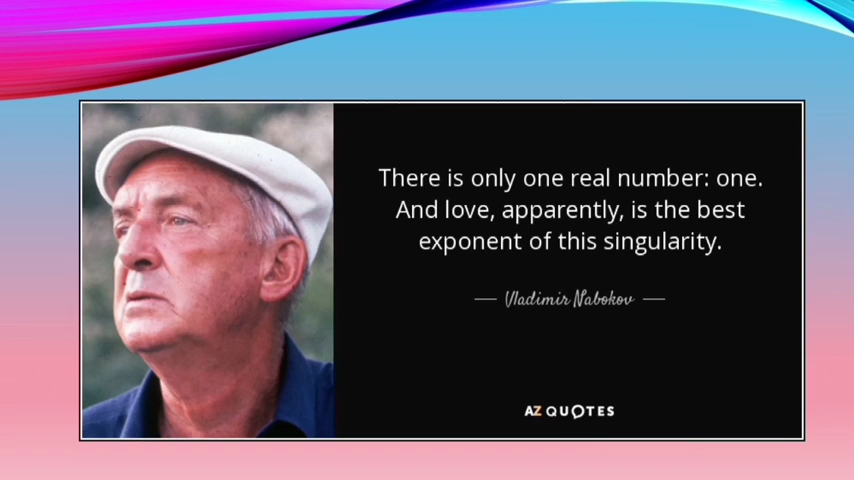 There is only one real number: one.
And love, apparently, is the best
exponent of this singularity.
— Vladimir Nabokov —
AZ QUOTES